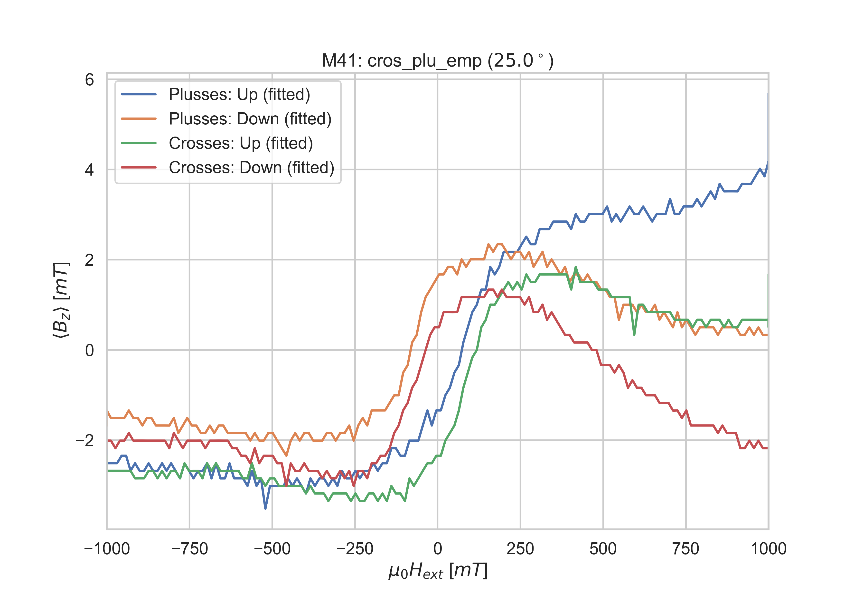 M41: cros_plu_emp (25.0°)
6
4
2
0
−2
⟨B_z⟩ [mT]
Plusses: Up (fitted)
Plusses: Down (fitted)
Crosses: Up (fitted)
Crosses: Down (fitted)
−1000 −750 −500 −250 0 250 500 750 1000
μ₀H_ext [mT]